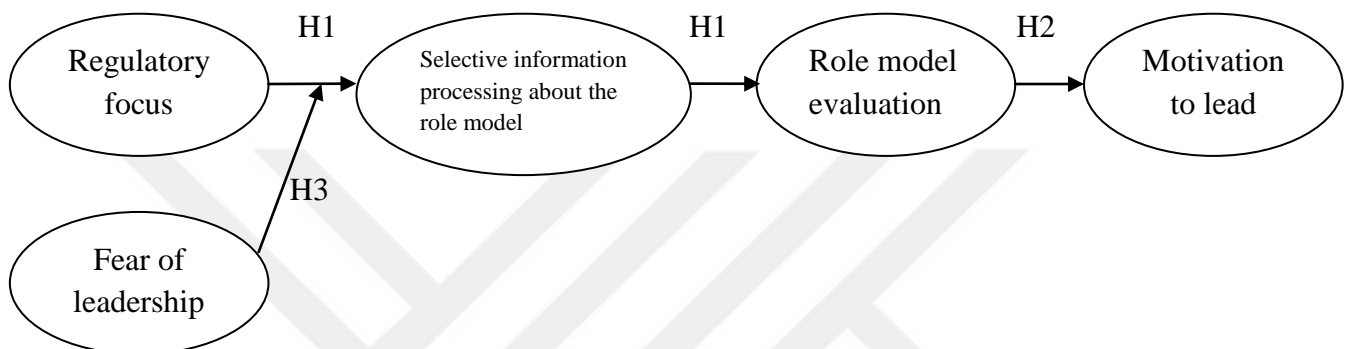 H1
H1
H2
Regulatory
focus
Selective information
processing about the
role model
Role model
evaluation
Motivation
to lead
H3
Fear of
leadership